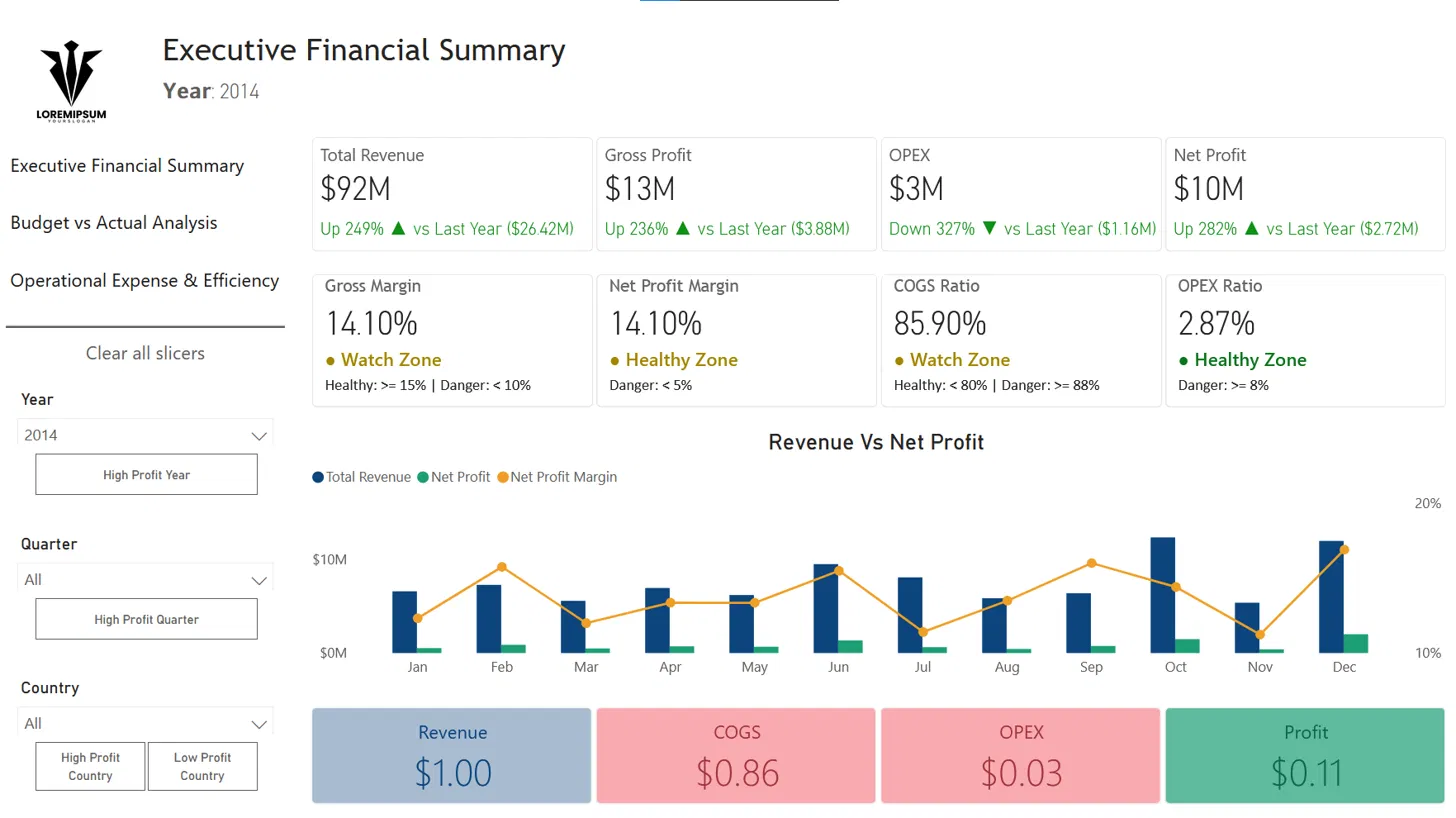 Executive Financial Summary
Year: 2014
LOREMIPSUM
YOURSLOGAN
Executive Financial Summary
Budget vs Actual Analysis
Operational Expense & Efficiency
Clear all slicers
Year
2014
High Profit Year
Quarter
All
High Profit Quarter
Country
All
High Profit
Country
Low Profit
Country
Total Revenue
$92M
Up 249% ▲ vs Last Year ($26.42M)
Gross Profit
$13M
Up 236% ▲ vs Last Year ($3.88M)
OPEX
$3M
Down 327% ▼ vs Last Year ($1.16M)
Net Profit
$10M
Up 282% ▲ vs Last Year ($2.72M)
Gross Margin
14.10%
● Watch Zone
Healthy: >= 15% | Danger: < 10%
Net Profit Margin
14.10%
● Healthy Zone
Danger: < 5%
COGS Ratio
85.90%
● Watch Zone
Healthy: < 80% | Danger: >= 88%
OPEX Ratio
2.87%
● Healthy Zone
Danger: >= 8%
Revenue Vs Net Profit
Total Revenue Net Profit Net Profit Margin
20%
$10M
$0M
10%
Jan Feb Mar Apr May Jun Jul Aug Sep Oct Nov Dec
Revenue
$1.00
COGS
$0.86
OPEX
$0.03
Profit
$0.11